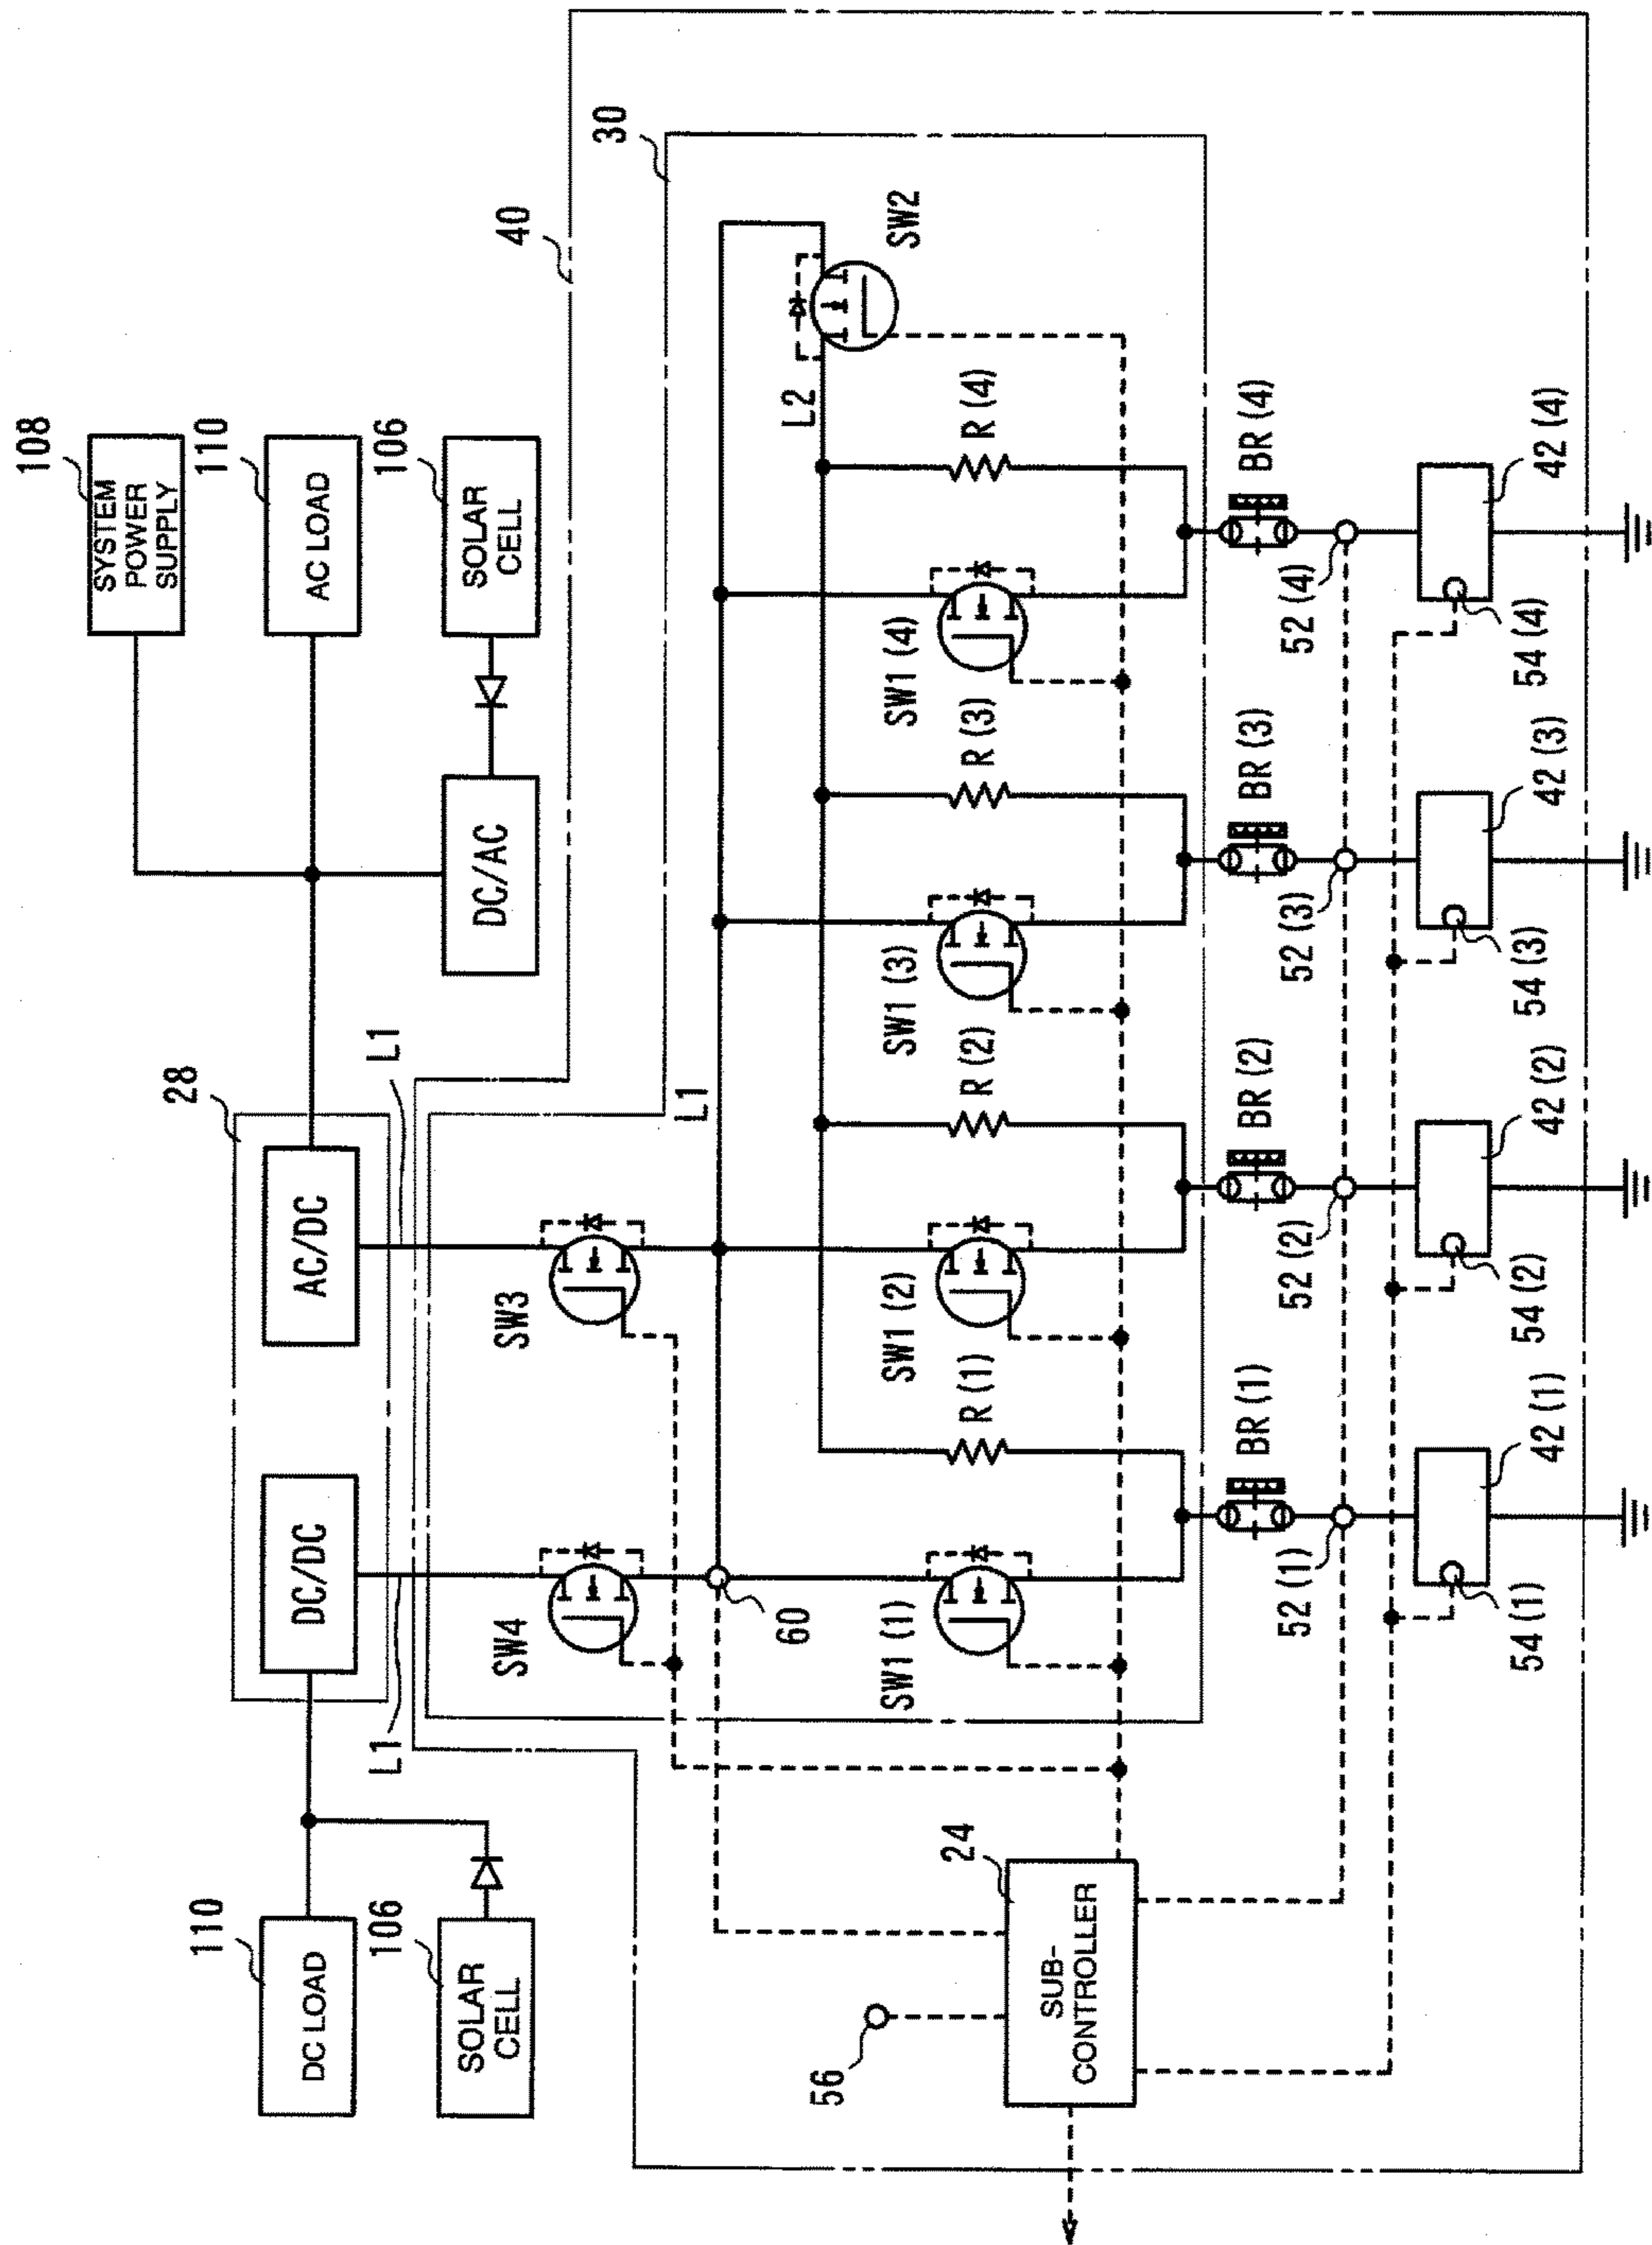 108
SYSTEM
POWER
SUPPLY
110
AC LOAD
106
SOLAR
CELL
DC/AC
40
30
28
AC/DC
DC/DC
L1
L1
110
DC LOAD
106
SOLAR
CELL
SW4
SW3
L1
60
L2
SW2
SW1 (1)
R (1)
SW1 (2)
R (2)
SW1 (3)
R (3)
SW1 (4)
R (4)
56
24
SUB-
CONTROLLER
BR (1)
BR (2)
BR (3)
BR (4)
52 (1)
52 (2)
52 (3)
52 (4)
54 (1)
42 (1)
54 (2)
42 (2)
54 (3)
42 (3)
54 (4)
42 (4)